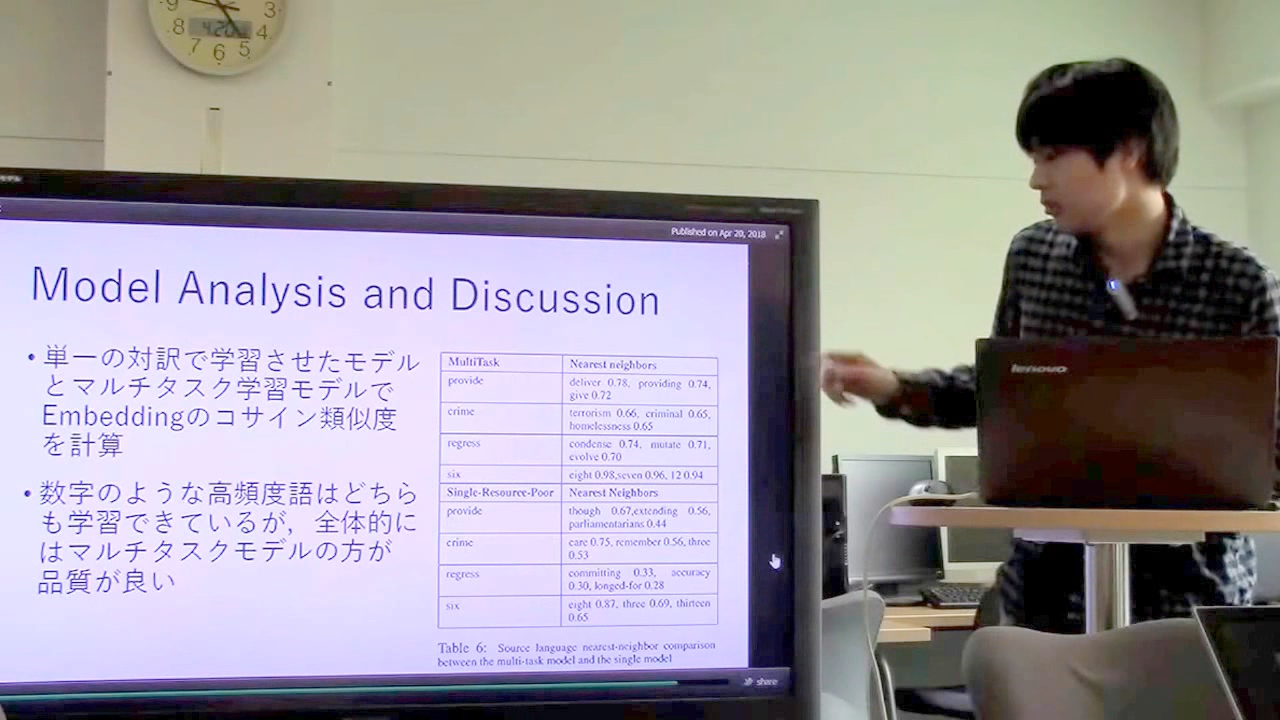 9
3
8
4
7
6
5
Published on Apr 20, 2018
Model Analysis and Discussion
• 単一の対訳で学習させたモデル
とマルチタスク学習モデルで
Embeddingのコサイン類似度
を計算
• 数字のような高頻度語はどちら
も学習できているが，全体的に
はマルチタスクモデルの方が
品質が良い
MultiTask Nearest neighbors
provide deliver 0.78, providing 0.74,
give 0.72
crime terrorism 0.66, criminal 0.65,
homelessness 0.65
regress condense 0.74, mutate 0.71,
evolve 0.70
six eight 0.98,seven 0.96, 12 0.94
Single-Resource-Poor Nearest Neighbors
provide though 0.67,extending 0.56,
parliamentarians 0.44
crime care 0.75, remember 0.56, three
0.53
regress committing 0.33, accuracy
0.30, longed-for 0.28
six eight 0.87, three 0.69, thirteen
0.65
Table 6: Source language nearest-neighbor comparison
between the multi-task model and the single model
share
lenovo